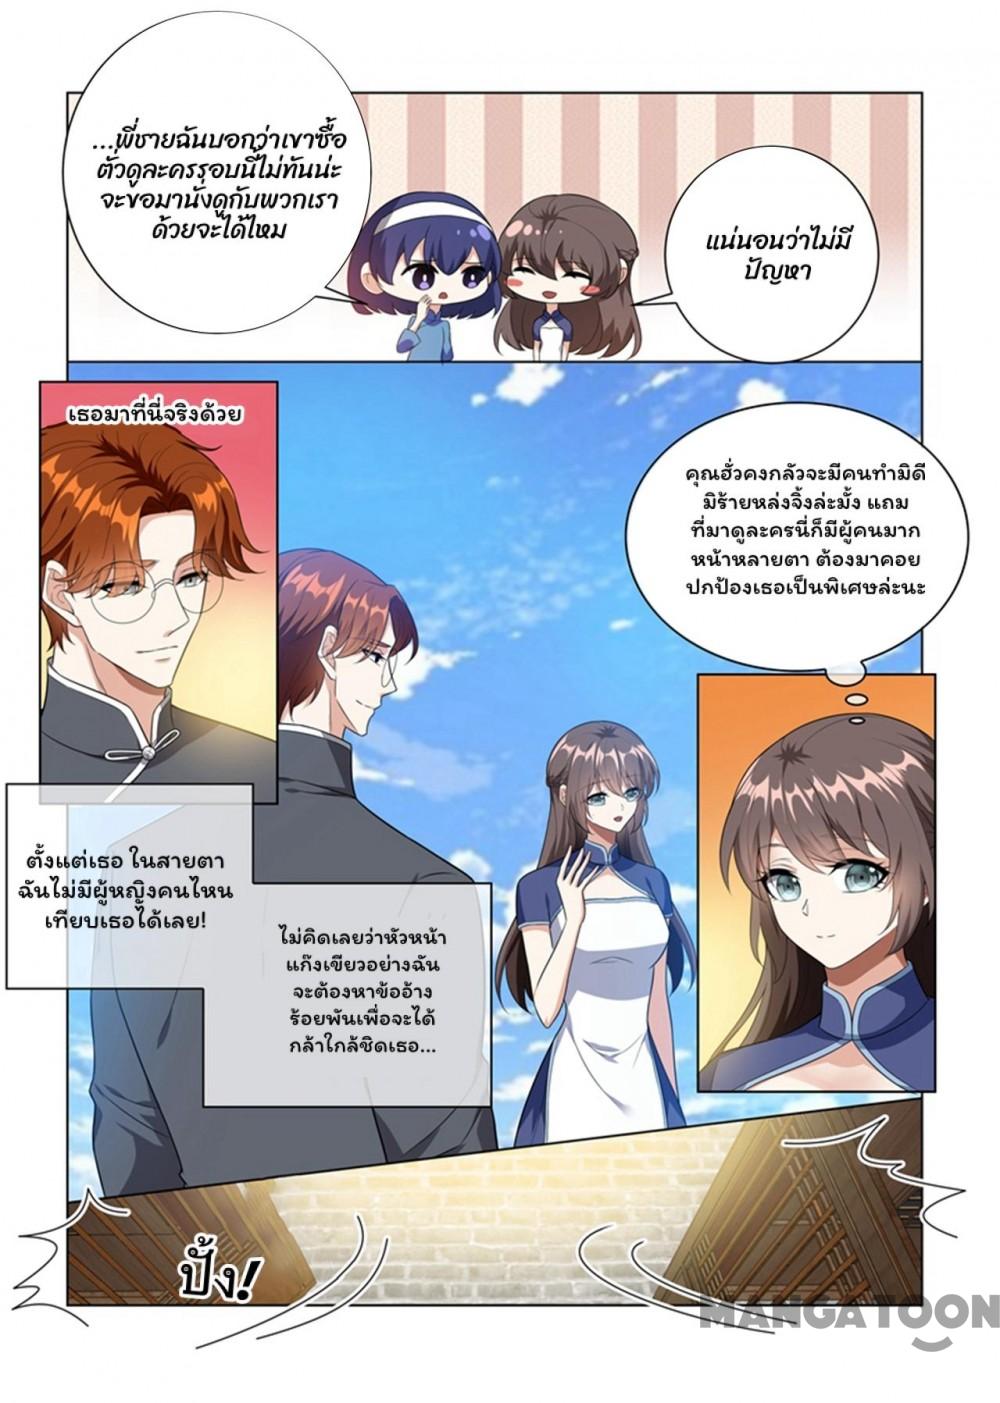 ...พี่ชายฉันบอกว่าเขาซื้อ
ตั๋วดูละครรอบนี้ไม่ทันน่ะ
จะขอมานั่งดูกับพวกเรา
ด้วยจะได้ไหม
แน่นอนว่าไม่มี
ปัญหา
เธอมาที่นี่จริงด้วย
คุณฮั่วคงกลัวจะมีคนทำมิดี
มิร้ายหล่งจิ้งล่ะมั้ง แถม
ที่มาดูละครนี่ก็มีผู้คนมาก
หน้าหลายตา ต้องมาคอย
ปกป้องเธอเป็นพิเศษล่ะนะ
ตั้งแต่เธอ ในสายตา
ฉันไม่มีผู้หญิงคนไหน
เทียบเธอได้เลย!
ไม่คิดเลยว่าหัวหน้า
แก๊งเขียวอย่างฉัน
จะต้องหาข้ออ้าง
ร้อยพันเพื่อจะได้
กล้าใกล้ชิดเธอ...
ปั้ง!
MANGATOON